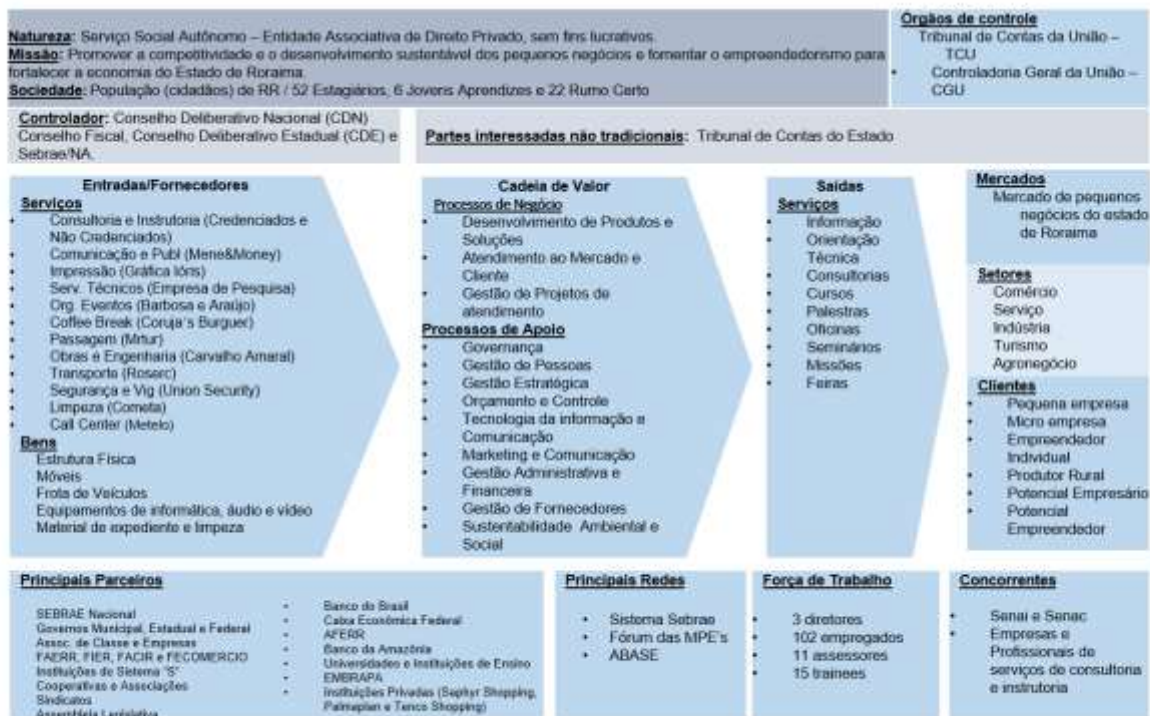 Natureza: Serviço Social Autônomo – Entidade Associativa de Direito Privado, sem fins lucrativos.
Missão: Promover a competitividade e o desenvolvimento sustentável dos pequenos negócios e fomentar o empreendedorismo para
fortalecer a economia do Estado de Roraima.
Sociedade: População (cidadãos) de RR / 52 Estagiários, 6 Jovens Aprendizes e 22 Rumo Certo
Órgãos de controle
Tribunal de Contas da União –
TCU
• Controladoria Geral da União –
CGU
Controlador: Conselho Deliberativo Nacional (CDN)
Conselho Fiscal, Conselho Deliberativo Estadual (CDE) e
Sebrae/NA.
Partes interessadas não tradicionais: Tribunal de Contas do Estado
Entradas/Fornecedores
Serviços
• Consultoria e Instrutoria (Credenciados e
Não Credenciados)
• Comunicação e Publ (Mene&Money)
• Impressão (Gráfica Ióris)
• Serv. Técnicos (Empresa de Pesquisa)
• Org. Eventos (Barbosa e Araújo)
• Coffee Break (Coruja´s Burguer)
• Passagem (Mrtur)
• Obras e Engenharia (Carvalho Amaral)
• Transporte (Roserc)
• Segurança e Vig (Union Security)
• Limpeza (Cometa)
• Call Center (Metelo)
Bens
Estrutura Física
Móveis
Frota de Veículos
Equipamentos de informática, áudio e vídeo
Material de expediente e limpeza
Cadeia de Valor
Processos de Negócio
• Desenvolvimento de Produtos e
Soluções
• Atendimento ao Mercado e
Cliente
• Gestão de Projetos de
atendimento
Processos de Apoio
• Governança
• Gestão de Pessoas
• Gestão Estratégica
• Orçamento e Controle
• Tecnologia da informação e
Comunicação
• Marketing e Comunicação
• Gestão Administrativa e
Financeira
• Gestão de Fornecedores
• Sustentabilidade Ambiental e
Social
Saídas
Serviços
• Informação
• Orientação
Técnica
• Consultorias
• Cursos
• Palestras
• Oficinas
• Seminários
• Missões
• Feiras
Mercados
Mercado de pequenos
negócios do estado
de Roraima
Setores
Comércio
Serviço
Indústria
Turismo
Agronegócio
Clientes
• Pequena empresa
• Micro empresa
• Empreendedor
Individual
• Produtor Rural
• Potencial Empresário
• Potencial
Empreendedor
Principais Parceiros
SEBRAE Nacional
Governos Municipal, Estadual e Federal
Assoc. de Classe e Empresas
FAERR, FIER, FACIR e FECOMERCIO
Instituições do Sistema "S"
Cooperativas e Associações
Sindicatos
Assembleia Legislativa
• Banco do Brasil
• Caixa Econômica Federal
• AFERR
• Banco da Amazônia
• Universidades e Instituições de Ensino
• EMBRAPA
• Instituições Privadas (Saphyr Shopping,
Palmaplan e Tenco Shopping)
Principais Redes
• Sistema Sebrae
• Fórum das MPE's
• ABASE
Força de Trabalho
• 3 diretores
• 102 empregados
• 11 assessores
• 15 trainees
Concorrentes
• Senai e Senac
• Empresas e
Profissionais de
serviços de consultoria
e instrutoria